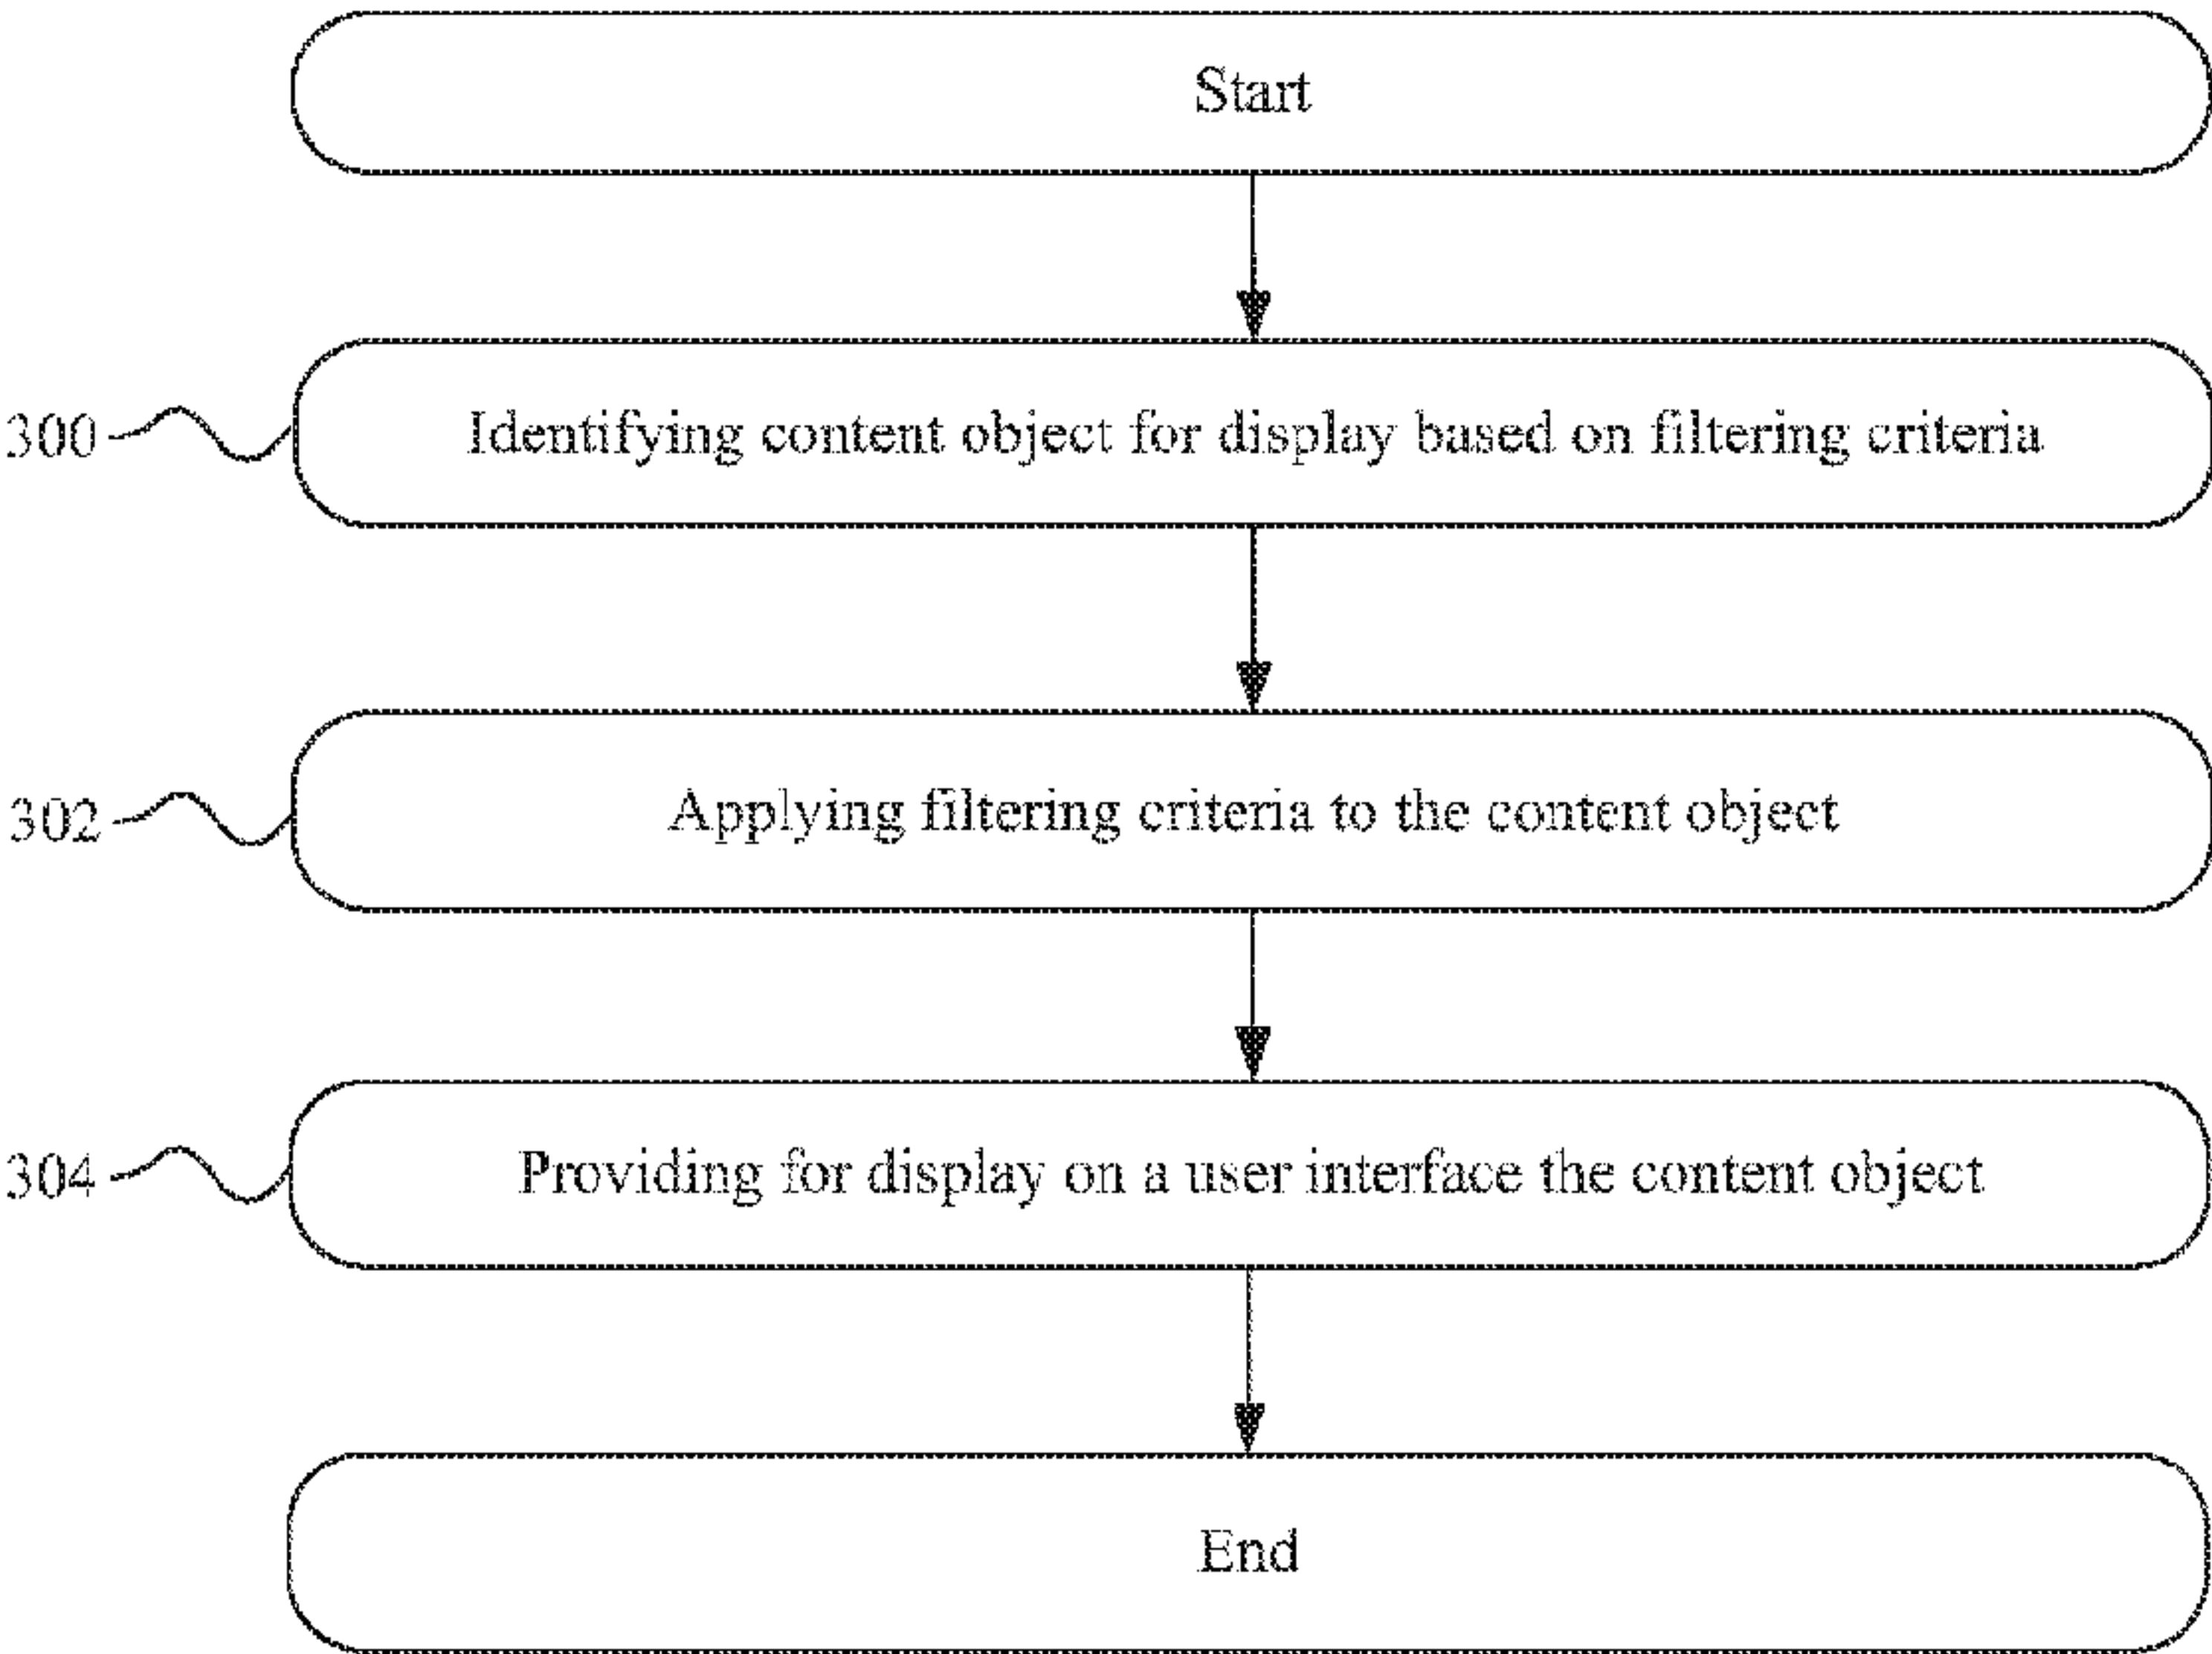 Start
300
Identifying content object for display based on filtering criteria
302
Applying filtering criteria to the content object
304
Providing for display on a user interface the content object
End